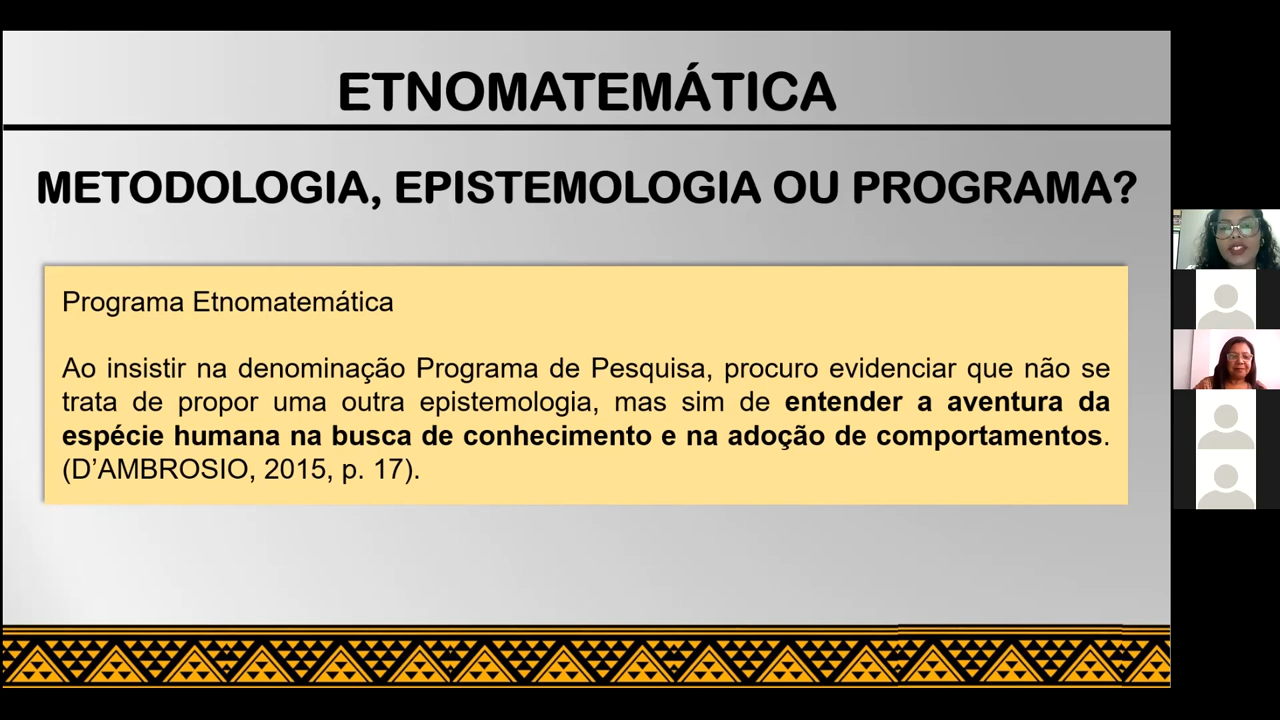 ETNOMATEMÁTICA
METODOLOGIA, EPISTEMOLOGIA OU PROGRAMA?
Programa Etnomatemática
Ao insistir na denominação Programa de Pesquisa, procuro evidenciar que não se
trata de propor uma outra epistemologia, mas sim de entender a aventura da
espécie humana na busca de conhecimento e na adoção de comportamentos.
(D’AMBROSIO, 2015, p. 17).